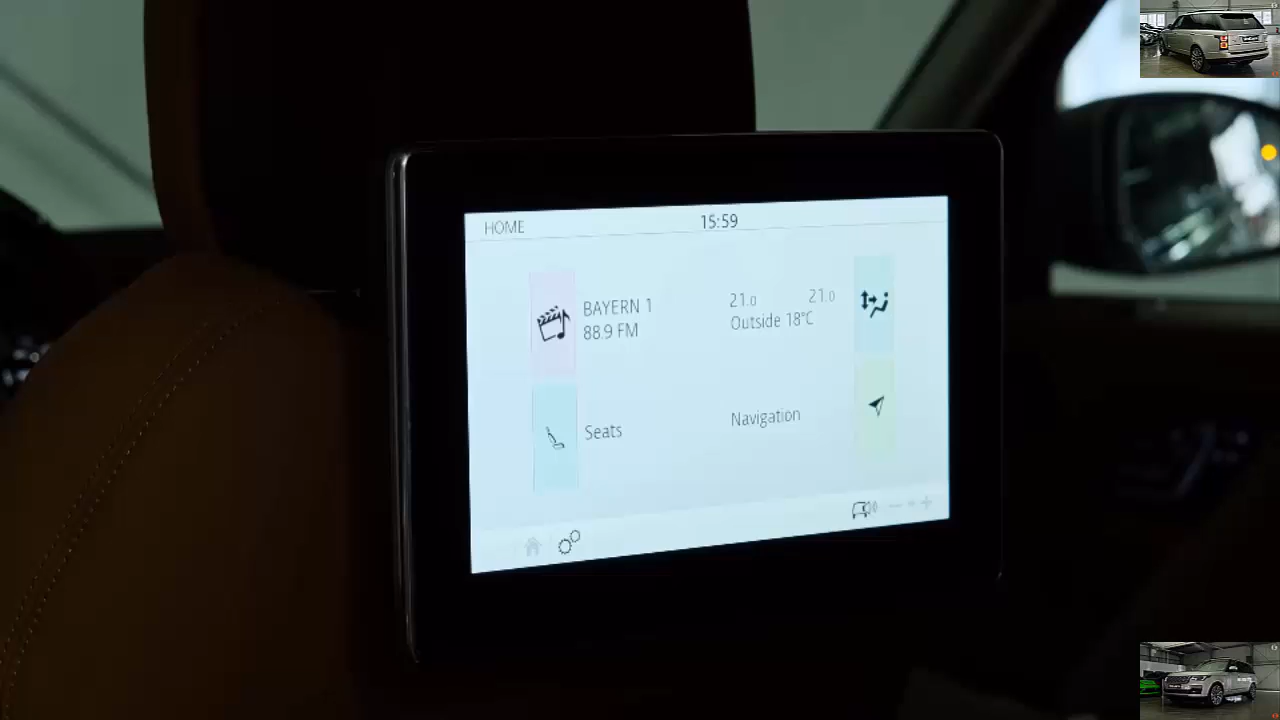 HOME
15:59
BAYERN 1
88.9 FM
21.0 21.0
Outside 18°C
Seats
Navigation